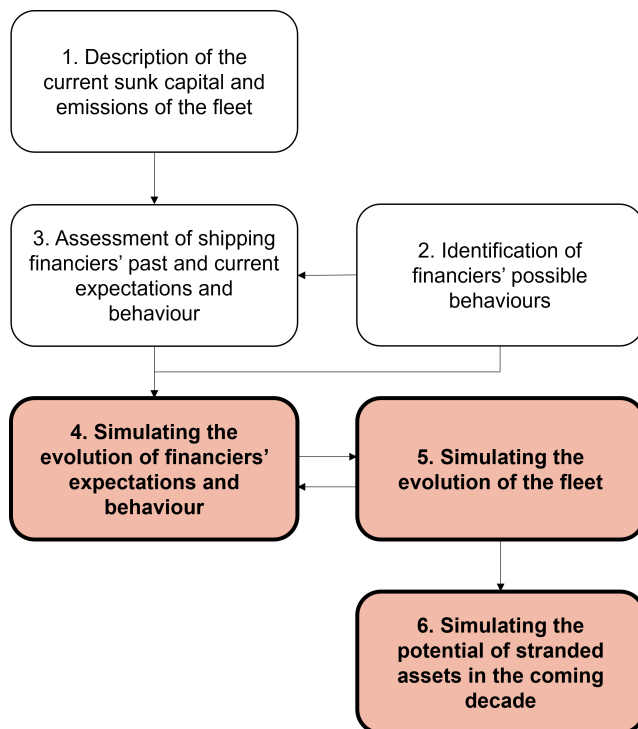 1. Description of the
current sunk capital and
emissions of the fleet
3. Assessment of shipping
financiers' past and current
expectations and
behaviour
2. Identification of
financiers' possible
behaviours
4. Simulating the
evolution of financiers'
expectations and
behaviour
5. Simulating the
evolution of the fleet
6. Simulating the
potential of stranded
assets in the coming
decade